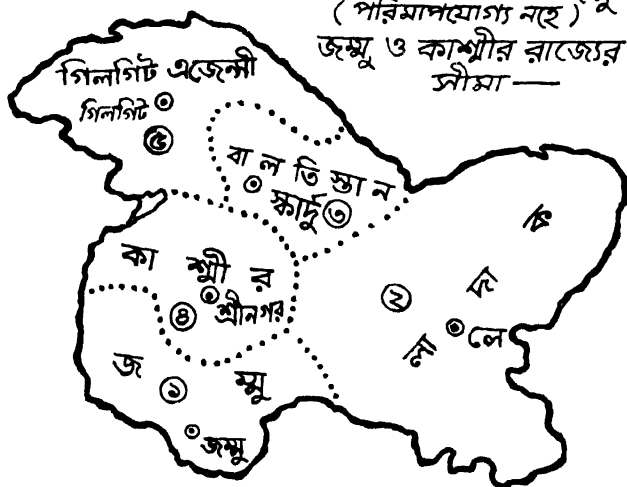 ( পরিমাপযোগ্য নহে )
জম্মু ও কাশ্মীর রাজ্যের
সীমা —
গিলগিট এজেন্সী
গিলগিট
৫
বালতিস্তান
স্কার্দু ৩
কাশ্মীর
৪ শ্রীনগর
২
লাদাক
লে
জম্মু
১
জম্মু